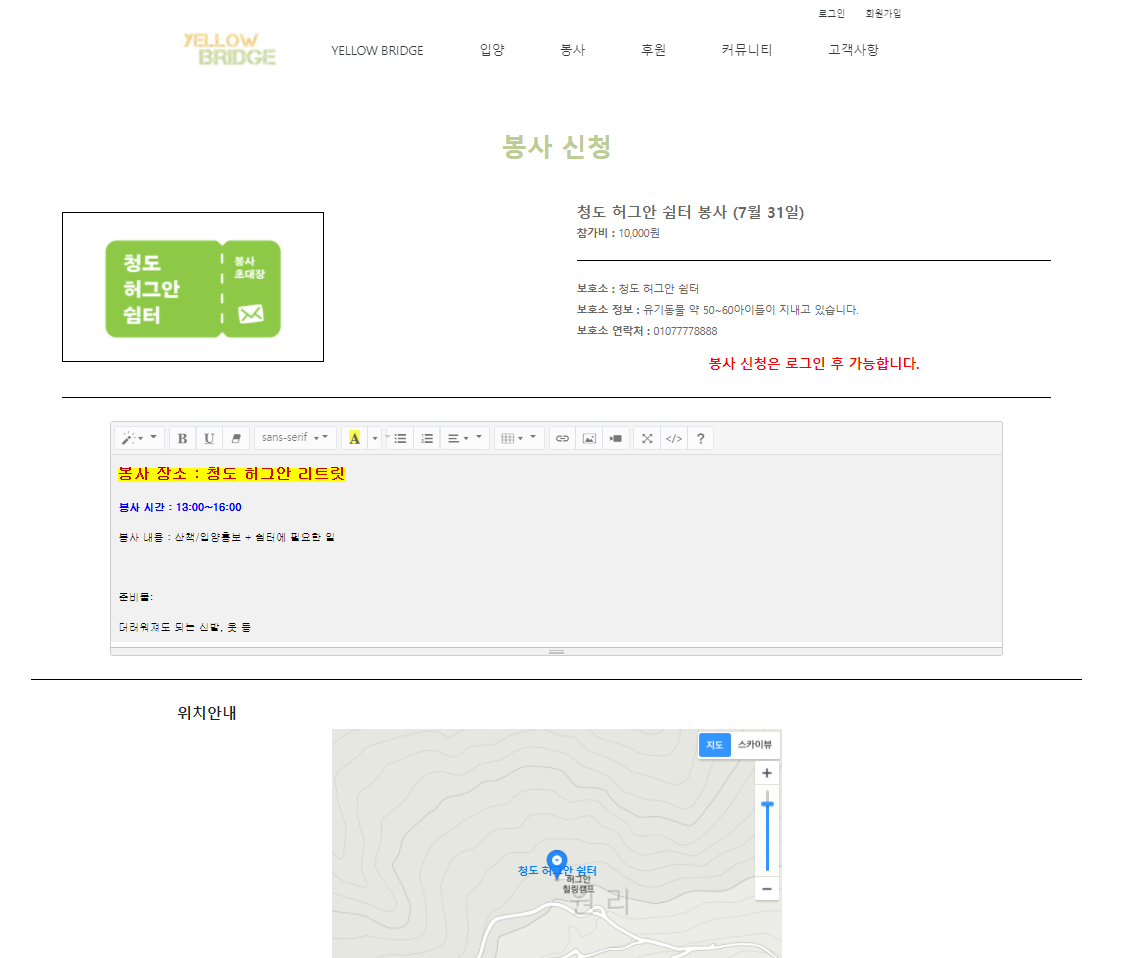 로그인 회원가입
YELLOW
BRIDGE
YELLOW BRIDGE 입양 봉사 후원 커뮤니티 고객사항
봉사 신청
청도
허그안
쉼터
봉사
초대장
청도 허그안 쉼터 봉사 (7월 31일)
참가비 : 10,000원
보호소 : 청도 허그안 쉼터
보호소 정보 : 유기동물 약 50~60아이들이 지내고 있습니다.
보호소 연락처 : 01077778888
봉사 신청은 로그인 후 가능합니다.
B U sans-serif A </> ?
봉사 장소 : 청도 허그안 리트릿
봉사 시간 : 13:00~16:00
봉사 내용 : 산책/입양홍보 + 쉼터에 필요한 일
준비물:
더러워져도 되는 신발, 옷 등
위치안내
지도 스카이뷰
청도 허그안 쉼터
허그안
힐링캠프
원리